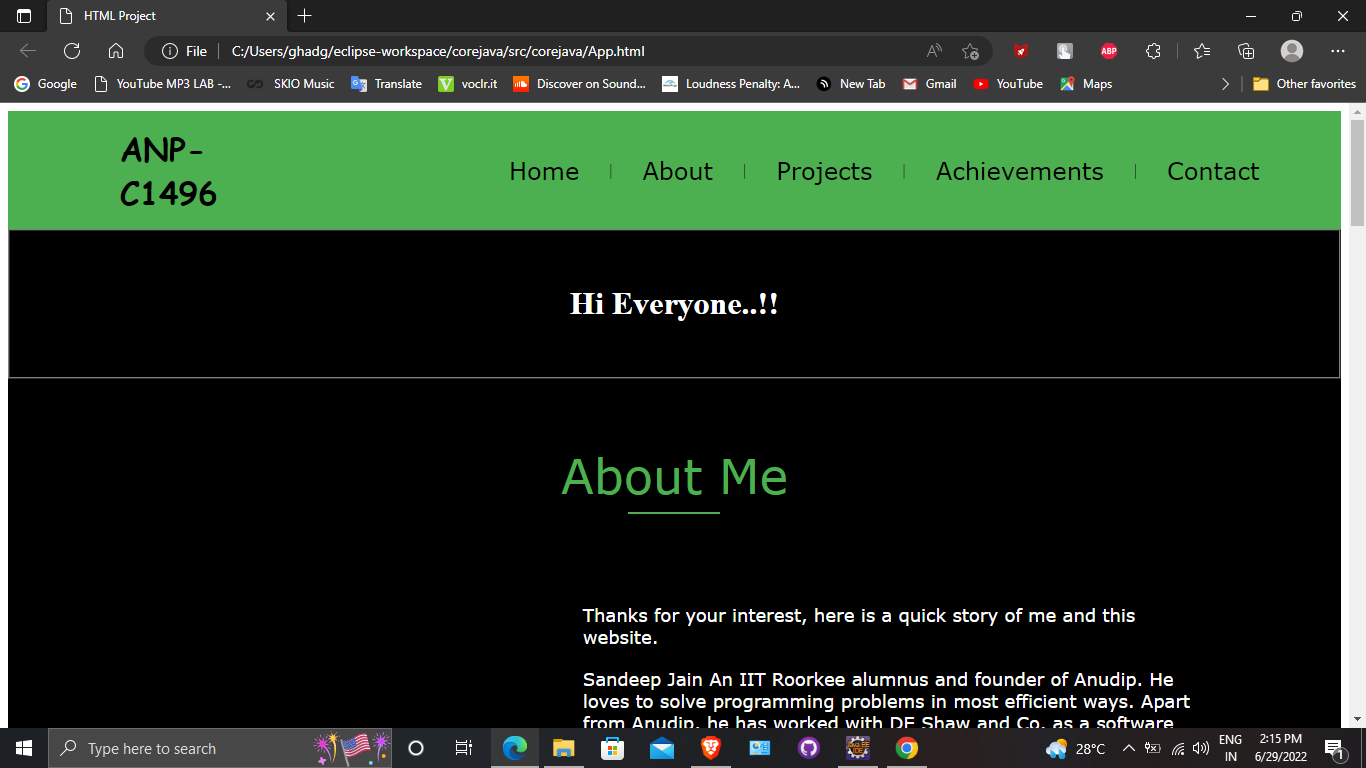 HTML Project
File
C:/Users/ghadg/eclipse-workspace/corejava/src/corejava/App.html
ABP
Google
YouTube MP3 LAB -...
SKIO Music
Translate
voclr.it
Discover on Sound...
Loudness Penalty: A...
New Tab
Gmail
YouTube
Maps
Other favorites
ANP-
C1496
Home
About
Projects
Achievements
Contact
Hi Everyone..!!
About Me
Thanks for your interest, here is a quick story of me and this
website.
Sandeep Jain An IIT Roorkee alumnus and founder of Anudip. He
loves to solve programming problems in most efficient ways. Apart
from Anudip, he has worked with DE Shaw and Co. as a software
Type here to search
28°C
ENG
IN
2:15 PM
6/29/2022
1